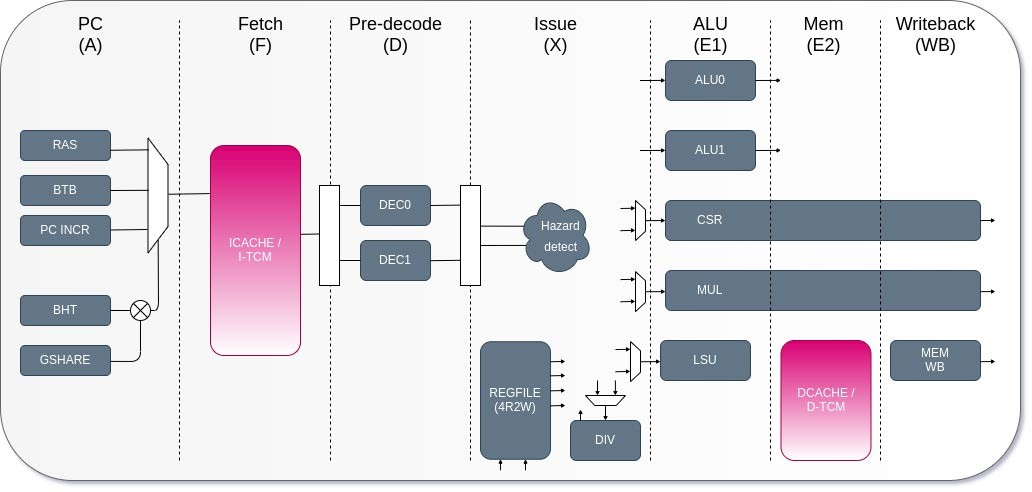 PC
(A)
Fetch
(F)
Pre-decode
(D)
Issue
(X)
ALU
(E1)
Mem
(E2)
Writeback
(WB)
RAS
BTB
PC INCR
BHT
GSHARE
ICACHE /
I-TCM
DEC0
DEC1
Hazard
detect
REGFILE
(4R2W)
DIV
ALU0
ALU1
CSR
MUL
LSU
DCACHE /
D-TCM
MEM
WB